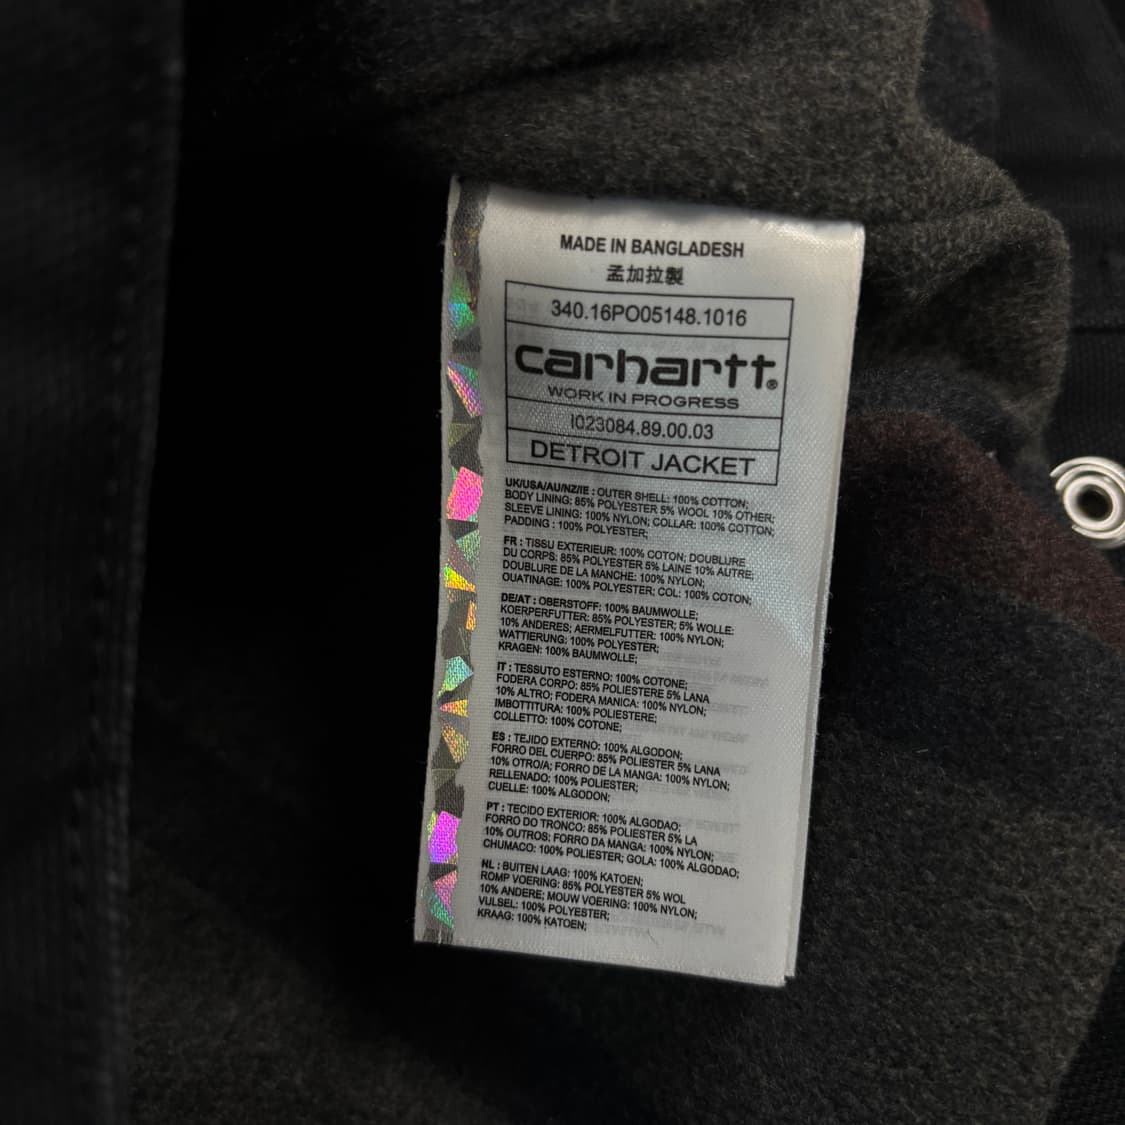 MADE IN BANGLADESH
孟加拉製
340.16PO05148.1016
carhartt®
WORK IN PROGRESS
I023084.89.00.03
DETROIT JACKET
UK/USA/AU/NZ/IE : OUTER SHELL: 100% COTTON;
BODY LINING: 85% POLYESTER 5% WOOL 10% OTHER;
SLEEVE LINING: 100% NYLON; COLLAR: 100% COTTON;
PADDING : 100% POLYESTER;
FR : TISSU EXTERIEUR: 100% COTON; DOUBLURE
DU CORPS: 85% POLYESTER 5% LAINE 10% AUTRE;
DOUBLURE DE LA MANCHE: 100% NYLON;
OUATINAGE: 100% POLYESTER; COL: 100% COTON;
DE/AT : OBERSTOFF: 100% BAUMWOLLE;
KOERPERFUTTER: 85% POLYESTER; 5% WOLLE:
10% ANDERES; AERMELFUTTER: 100% NYLON;
WATTIERUNG: 100% POLYESTER;
KRAGEN: 100% BAUMWOLLE;
IT : TESSUTO ESTERNO: 100% COTONE;
FODERA CORPO: 85% POLIESTERE 5% LANA
10% ALTRO; FODERA MANICA: 100% NYLON;
IMBOTTITURA: 100% POLIESTERE;
COLLETTO: 100% COTONE;
ES : TEJIDO EXTERNO: 100% ALGODON;
FORRO DEL CUERPO: 85% POLIESTER 5% LANA
10% OTRO/A; FORRO DE LA MANGA: 100% NYLON;
RELLENADO: 100% POLIESTER;
CUELLE: 100% ALGODON;
PT : TECIDO EXTERIOR: 100% ALGODAO;
FORRO DO TRONCO: 85% POLIESTER 5% LA
10% OUTROS; FORRO DA MANGA: 100% NYLON;
CHUMACO: 100% POLIESTER; GOLA: 100% ALGODAO;
NL : BUITEN LAAG: 100% KATOEN;
ROMP VOERING: 85% POLYESTER 5% WOL
10% ANDERE; MOUW VOERING: 100% NYLON;
VULSEL: 100% POLYESTER;
KRAAG: 100% KATOEN;